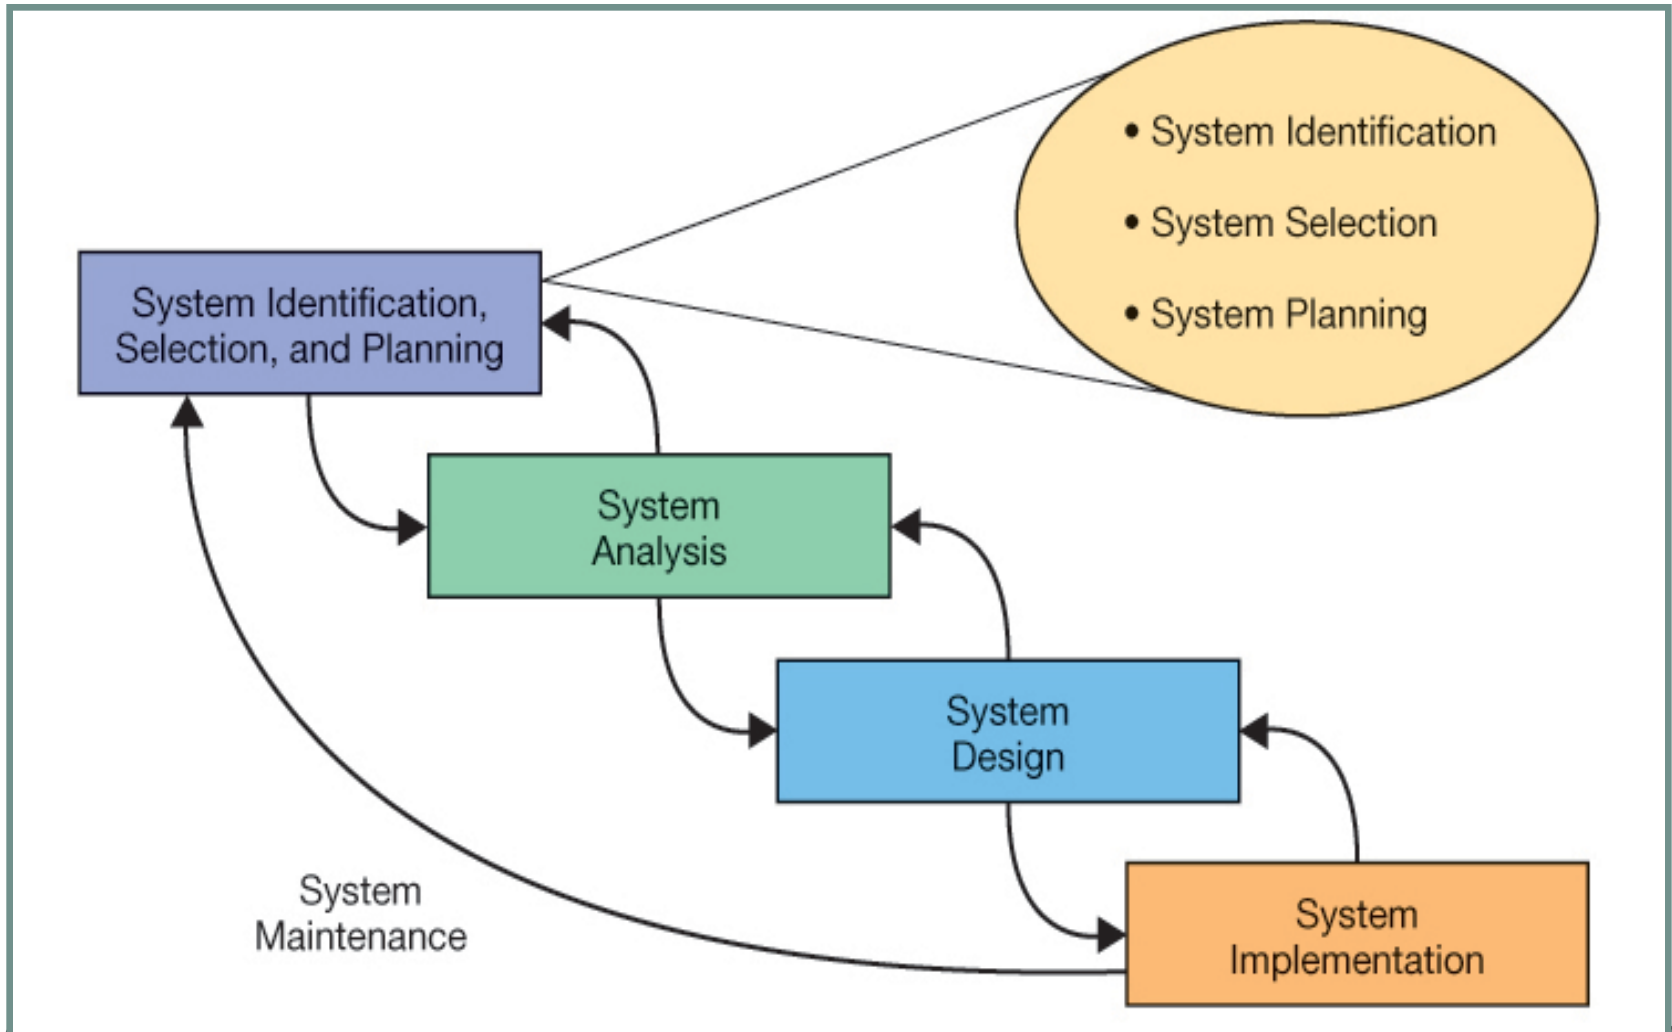 • System Identification
• System Selection
• System Planning
System Identification,
Selection, and Planning
System
Analysis
System
Design
System
Maintenance
System
Implementation